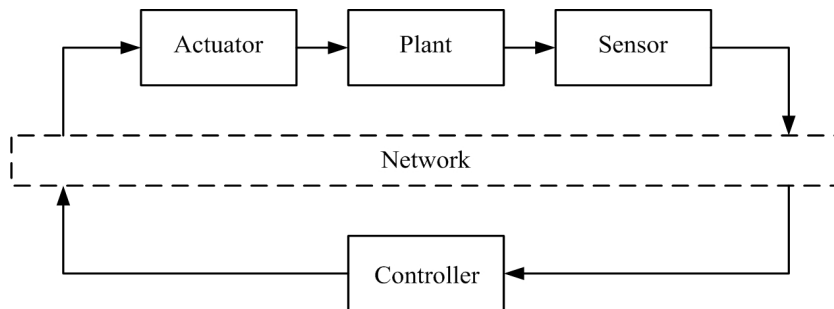 Actuator
Plant
Sensor
Network
Controller